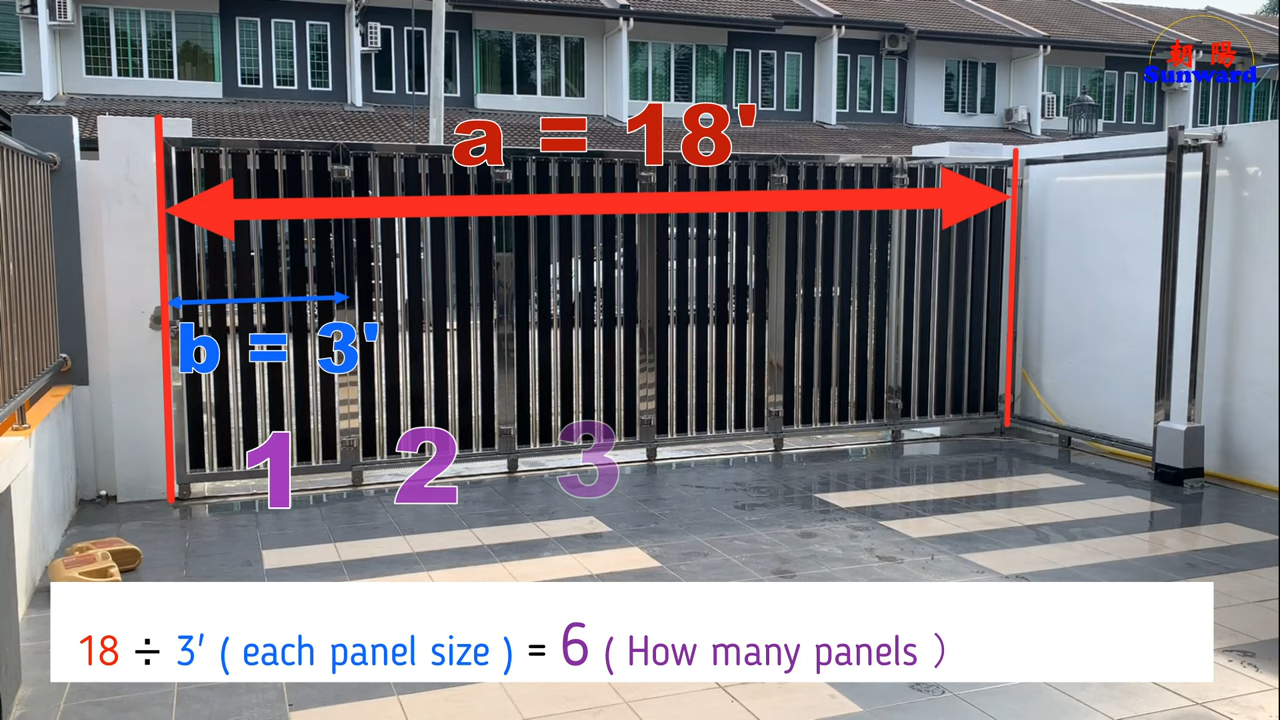 朝陽
Sunward
a = 18'
b = 3'
1 2 3
18 ÷ 3' ( each panel size ) = 6 ( How many panels )